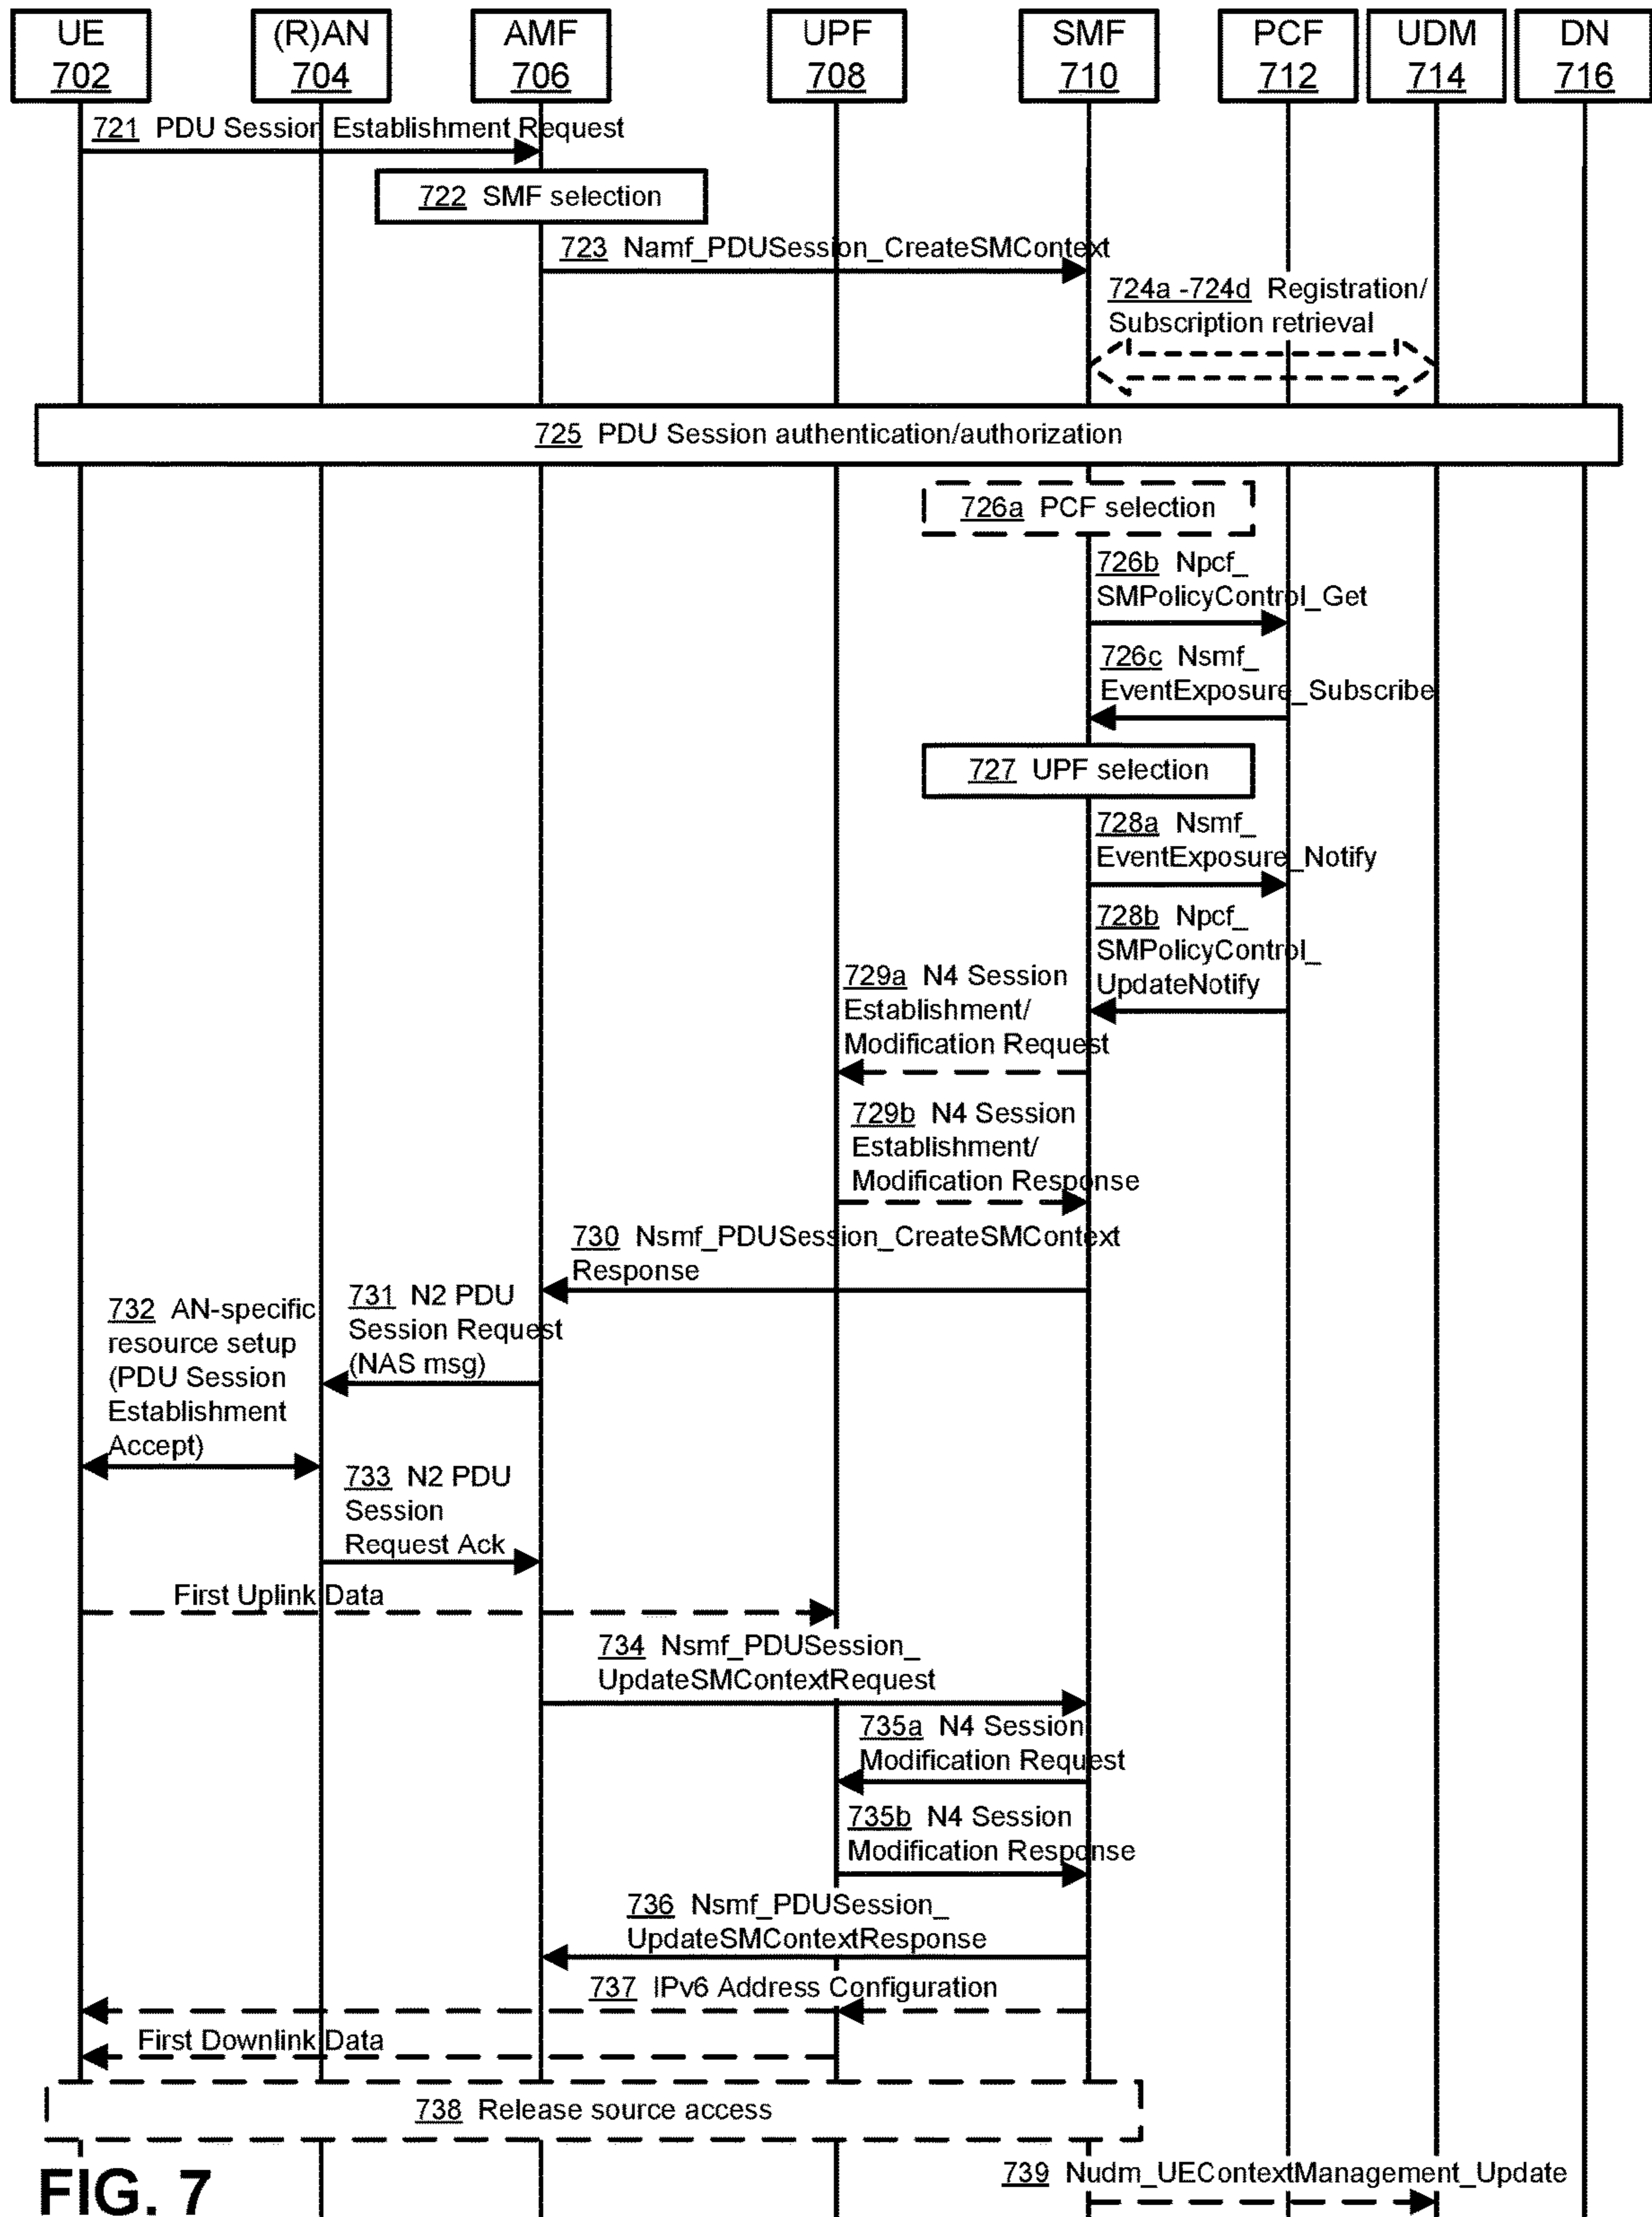 UE
702
(R)AN
704
AMF
706
UPF
708
SMF
710
PCF
712
UDM
714
DN
716
721 PDU Session Establishment Request
722 SMF selection
723 Namf_PDUSession_CreateSMContext
724a -724d Registration/
Subscription retrieval
725 PDU Session authentication/authorization
726a PCF selection
726b Npcf_
SMPolicyControl_Get
726c Nsmf_
EventExposure_Subscribe
727 UPF selection
728a Nsmf_
EventExposure_Notify
728b Npcf_
SMPolicyControl_
UpdateNotify
729a N4 Session
Establishment/
Modification Request
729b N4 Session
Establishment/
Modification Response
730 Nsmf_PDUSession_CreateSMContext
Response
731 N2 PDU
Session Request
(NAS msg)
732 AN-specific
resource setup
(PDU Session
Establishment
Accept)
733 N2 PDU
Session
Request Ack
First Uplink Data
734 Nsmf_PDUSession_
UpdateSMContextRequest
735a N4 Session
Modification Request
735b N4 Session
Modification Response
736 Nsmf_PDUSession_
UpdateSMContextResponse
737 IPv6 Address Configuration
First Downlink Data
738 Release source access
739 Nudm_UEContextManagement_Update
FIG. 7